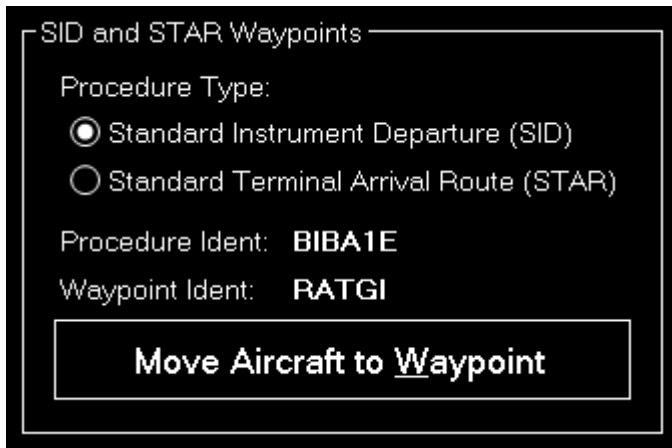 SID and STAR Waypoints
Procedure Type:
Standard Instrument Departure (SID)
Standard Terminal Arrival Route (STAR)
Procedure Ident: BIBA1E
Waypoint Ident: RATGI
Move Aircraft to Waypoint